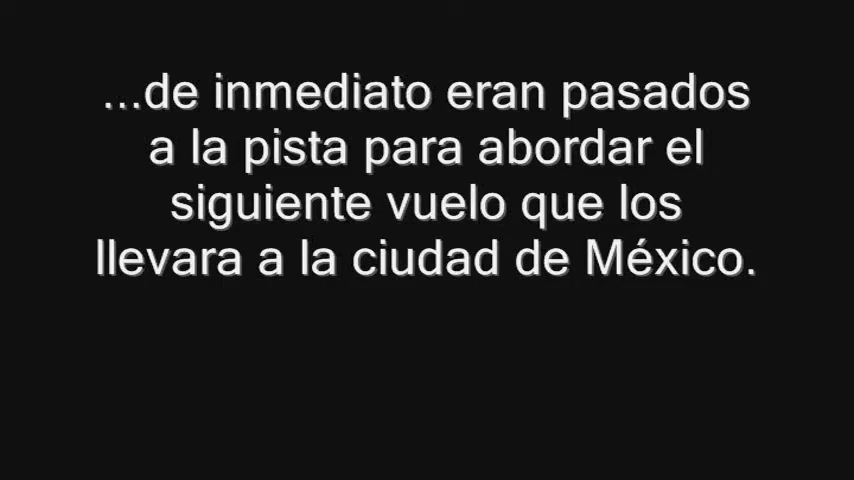 ...de inmediato eran pasados
a la pista para abordar el
siguiente vuelo que los
llevara a la ciudad de México.